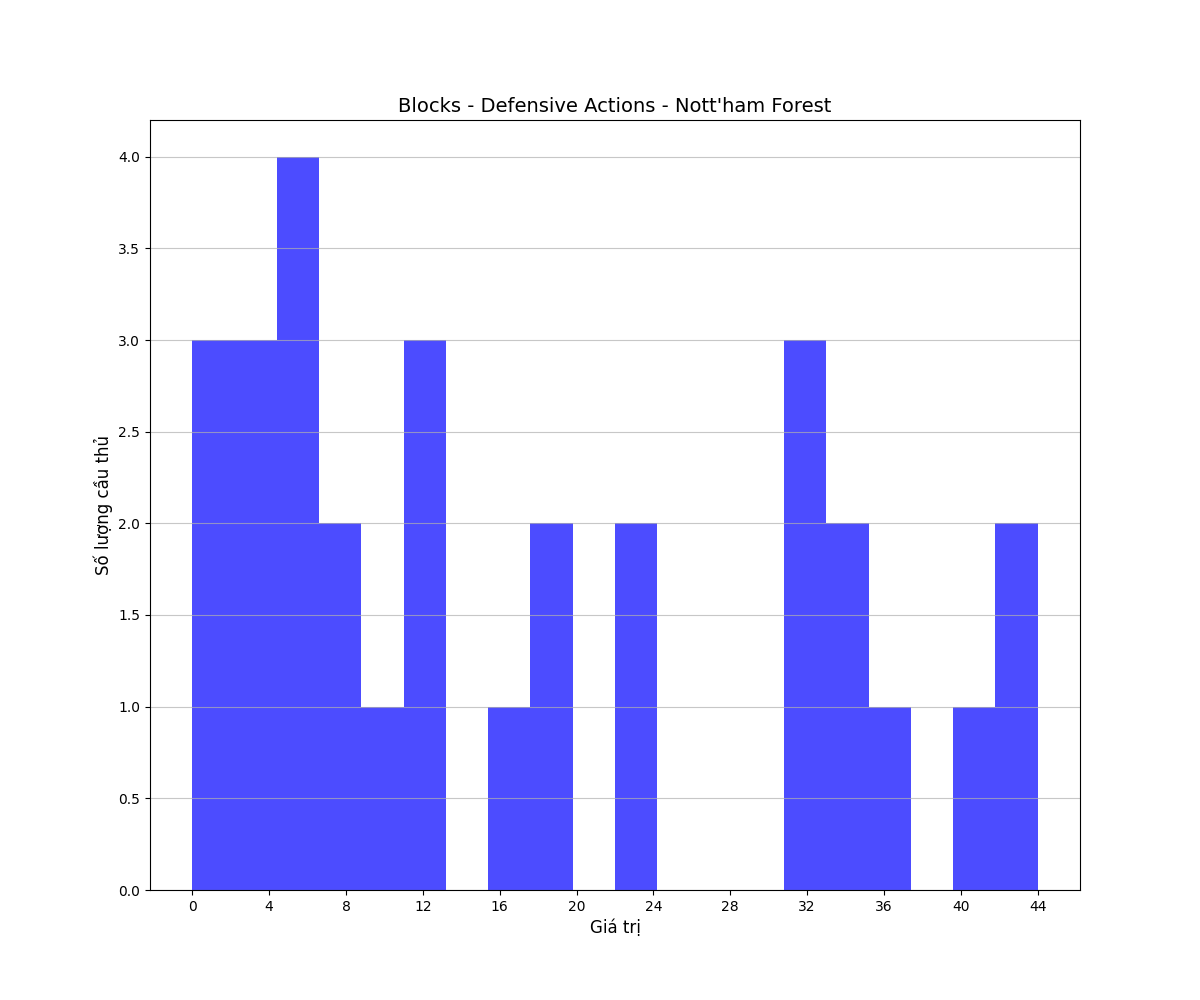 Blocks - Defensive Actions - Nott'ham Forest
4.0
3.5
3.0
2.5
2.0
1.5
1.0
0.5
0.0
Số lượng cầu thủ
0 4 8 12 16 20 24 28 32 36 40 44
Giá trị